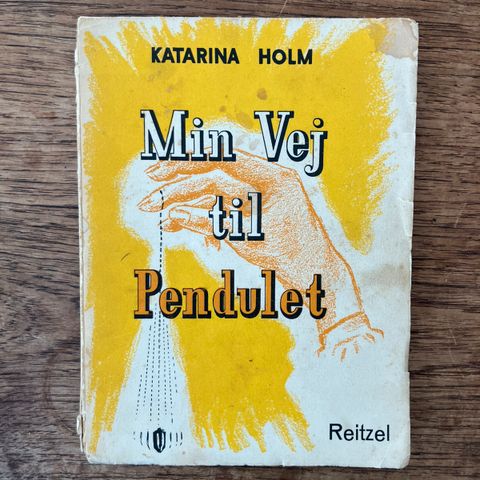 KATARINA HOLM
Min Vej
til
Pendulet
Reitzel